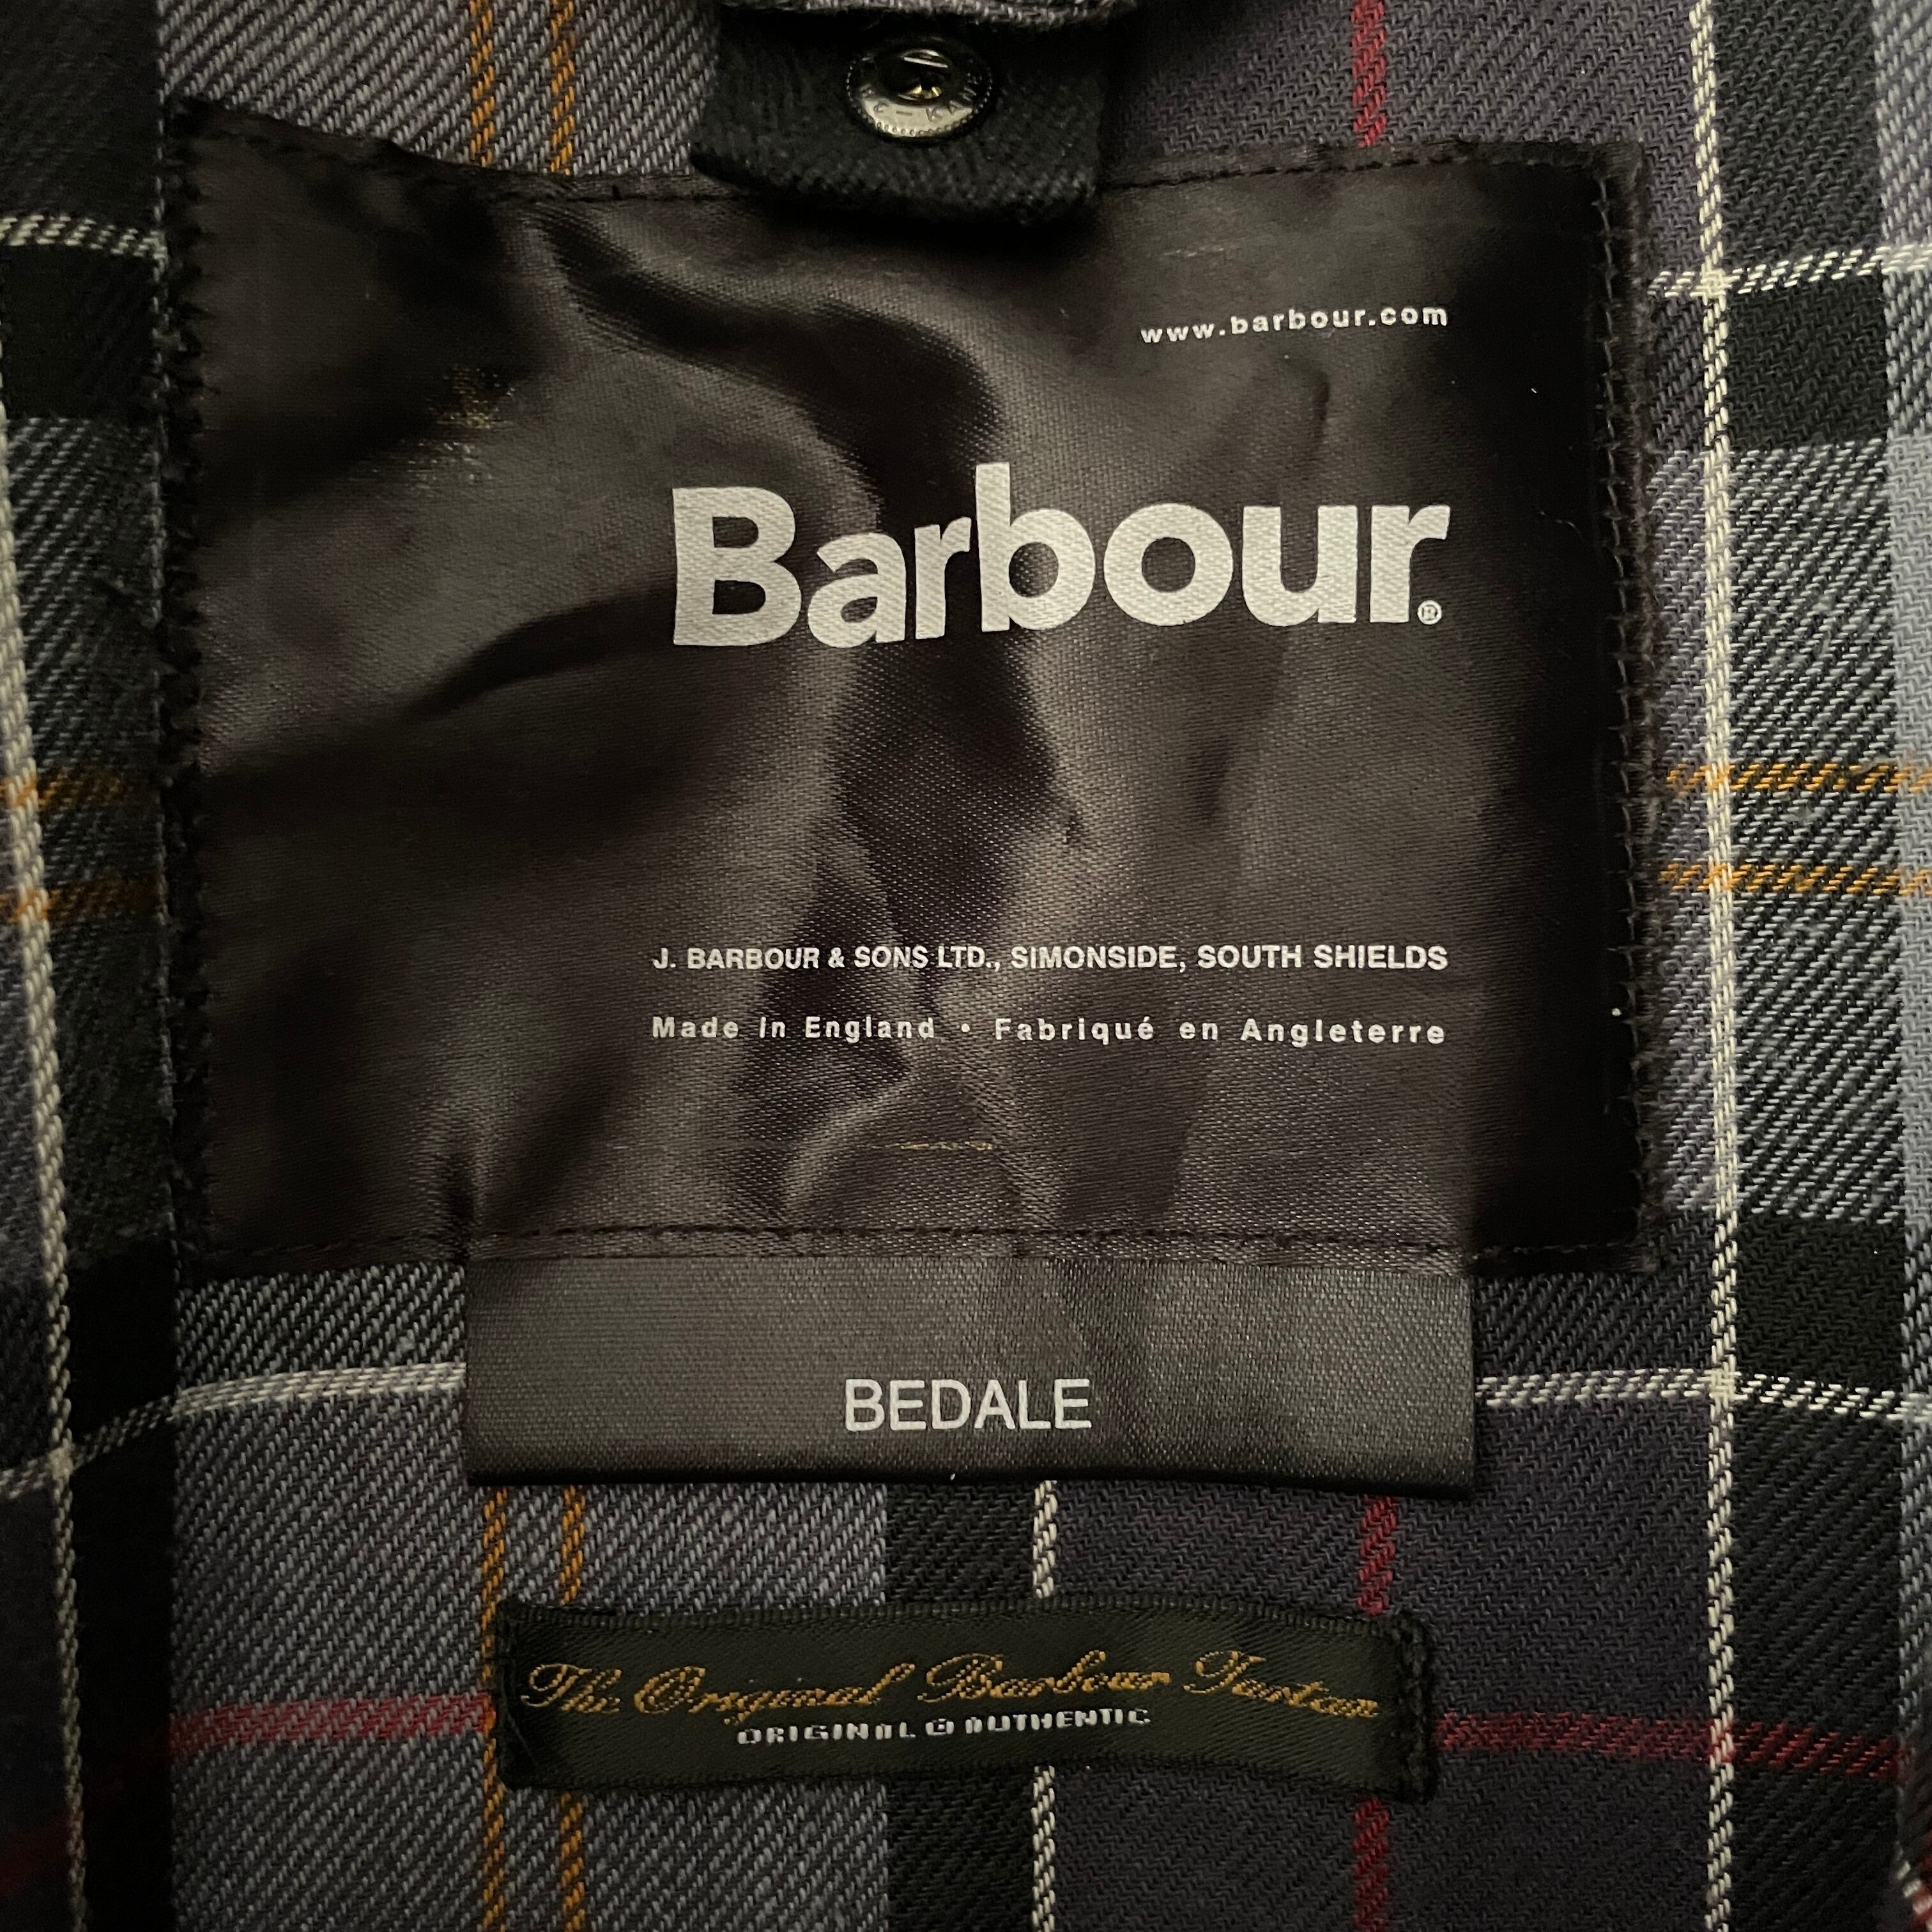 www.barbour.com
Barbour®
J. BARBOUR & SONS LTD., SIMONSIDE, SOUTH SHIELDS
Made in England • Fabriqué en Angleterre
BEDALE
The Original Barbour Tartan
ORIGINAL & AUTHENTIC